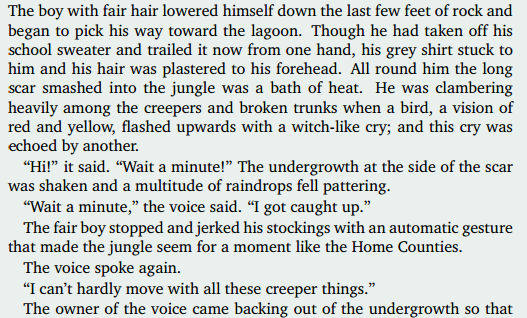 The boy with fair hair lowered himself down the last few feet of rock and
began to pick his way toward the lagoon. Though he had taken off his
school sweater and trailed it now from one hand, his grey shirt stuck to
him and his hair was plastered to his forehead. All round him the long
scar smashed into the jungle was a bath of heat. He was clambering
heavily among the creepers and broken trunks when a bird, a vision of
red and yellow, flashed upwards with a witch-like cry; and this cry was
echoed by another.
“Hi!” it said. “Wait a minute!” The undergrowth at the side of the scar
was shaken and a multitude of raindrops fell pattering.
“Wait a minute,” the voice said. “I got caught up.”
The fair boy stopped and jerked his stockings with an automatic gesture
that made the jungle seem for a moment like the Home Counties.
The voice spoke again.
“I can’t hardly move with all these creeper things.”
The owner of the voice came backing out of the undergrowth so that